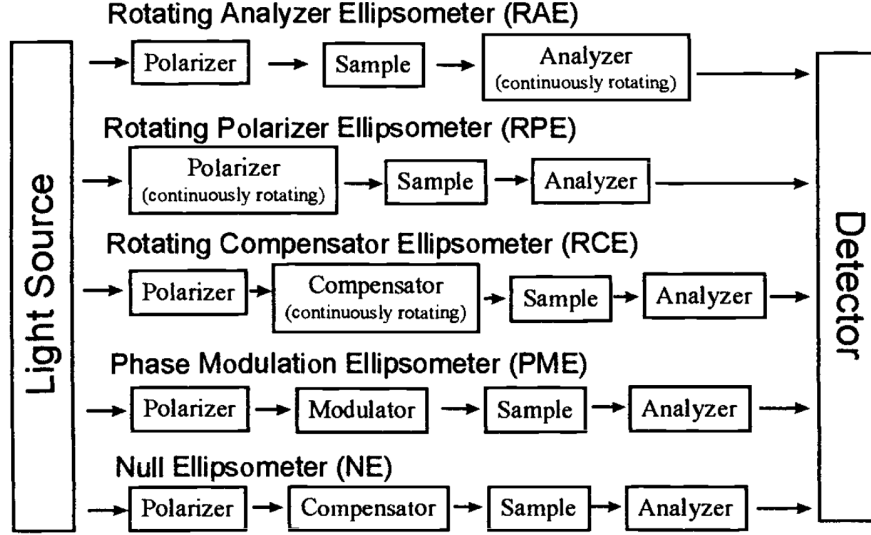 Rotating Analyzer Ellipsometer (RAE)
Polarizer
Sample
Analyzer
(continuously rotating)
Rotating Polarizer Ellipsometer (RPE)
Polarizer
(continuously rotating)
Sample
Analyzer
Rotating Compensator Ellipsometer (RCE)
Polarizer
Compensator
(continuously rotating)
Sample
Analyzer
Phase Modulation Ellipsometer (PME)
Polarizer
Modulator
Sample
Analyzer
Null Ellipsometer (NE)
Polarizer
Compensator
Sample
Analyzer
Light Source
Detector